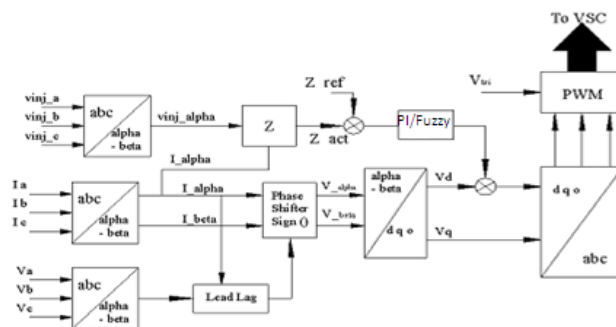 To VSC
Z ref
V tri
PWM
vinj_a
vinj_b
vinj_c
abc
alpha
- beta
vinj_alpha
Z
Z act
PI/Fuzzy
I_alpha
Ia
Ib
Ic
abc
alpha
- beta
I_alpha
I_beta
Phase
Shifter
Sign ()
V_alpha
V_beta
alpha
- beta
d q o
Vd
Vq
d q o
abc
Va
Vb
Vc
abc
alpha
- beta
Lead Lag